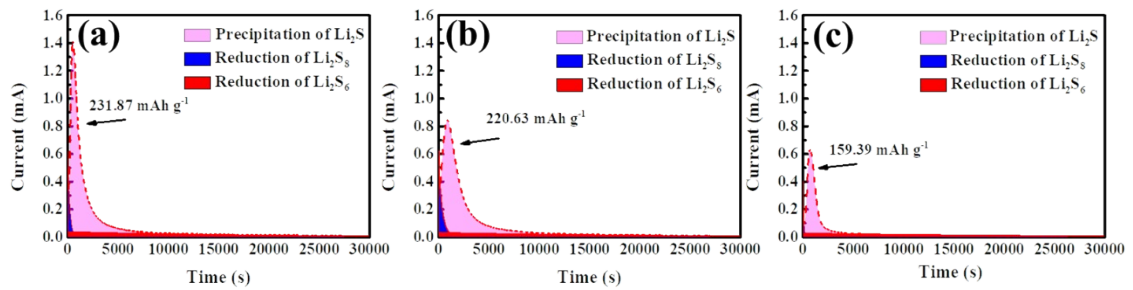 (a)
Precipitation of Li₂S
Reduction of Li₂S₈
Reduction of Li₂S₆
231.87 mAh g⁻¹
Current (mA)
1.6
1.4
1.2
1.0
0.8
0.6
0.4
0.2
0.0
0 5000 10000 15000 20000 25000 30000
Time (s)
(b)
Precipitation of Li₂S
Reduction of Li₂S₈
Reduction of Li₂S₆
220.63 mAh g⁻¹
Current (mA)
1.6
1.4
1.2
1.0
0.8
0.6
0.4
0.2
0.0
0 5000 10000 15000 20000 25000 30000
Time (s)
(c)
Precipitation of Li₂S
Reduction of Li₂S₈
Reduction of Li₂S₆
159.39 mAh g⁻¹
Current (mA)
1.6
1.4
1.2
1.0
0.8
0.6
0.4
0.2
0.0
0 5000 10000 15000 20000 25000 30000
Time (s)